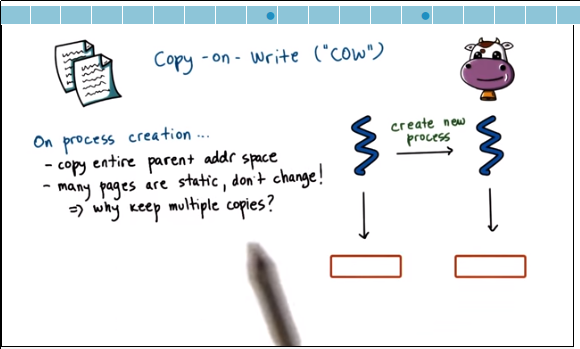 Copy-on-Write ("COW")
On process creation...
- copy entire parent addr space
- many pages are static, don't change!
=> why keep multiple copies?
create new
process